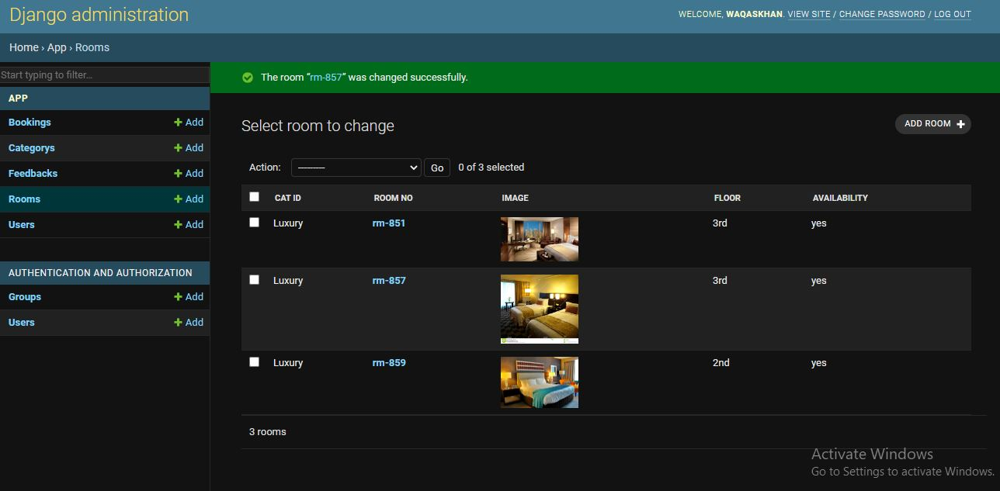 Django administration
WELCOME, WAQASKHAN. VIEW SITE / CHANGE PASSWORD / LOG OUT
Home › App › Rooms
Start typing to filter...
The room “rm-857” was changed successfully.
APP
Bookings + Add
Categorys + Add
Feedbacks + Add
Rooms + Add
Users + Add
AUTHENTICATION AND AUTHORIZATION
Groups + Add
Users + Add
Select room to change
ADD ROOM +
Action: --------- Go 0 of 3 selected
CAT ID ROOM NO IMAGE FLOOR AVAILABILITY
Luxury rm-851 3rd yes
Luxury rm-857 3rd yes
Luxury rm-859 2nd yes
3 rooms
Activate Windows
Go to Settings to activate Windows.